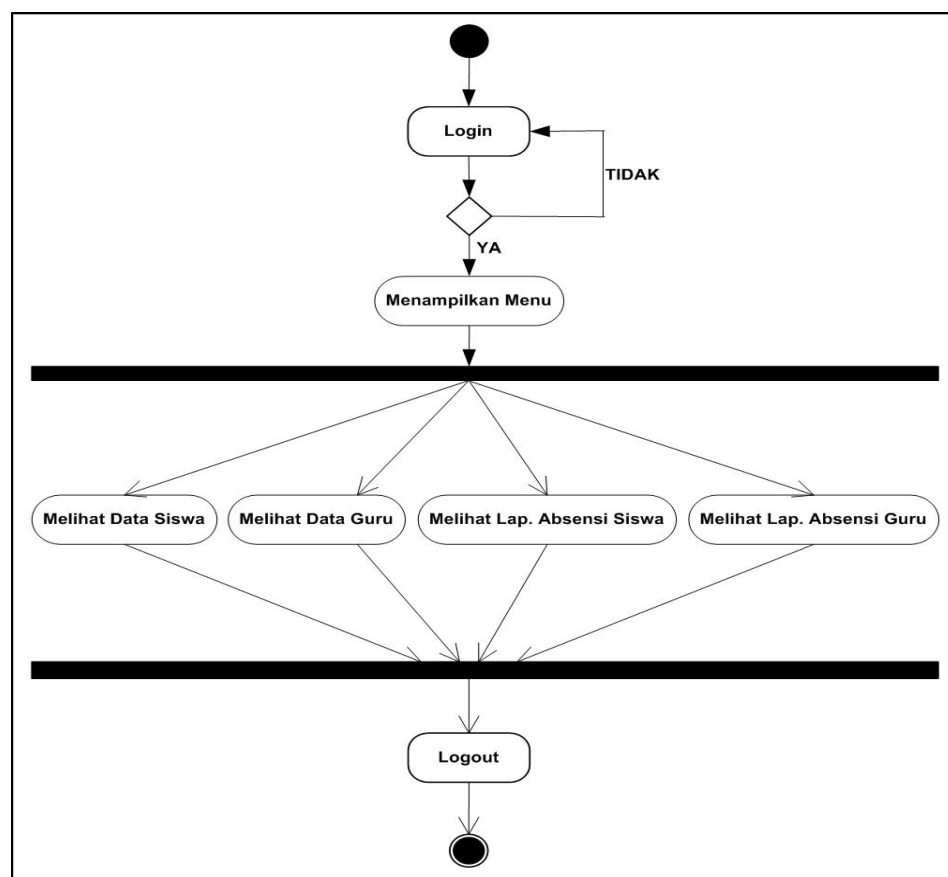 Login
TIDAK
YA
Menampilkan Menu
Melihat Data Siswa
Melihat Data Guru
Melihat Lap. Absensi Siswa
Melihat Lap. Absensi Guru
Logout